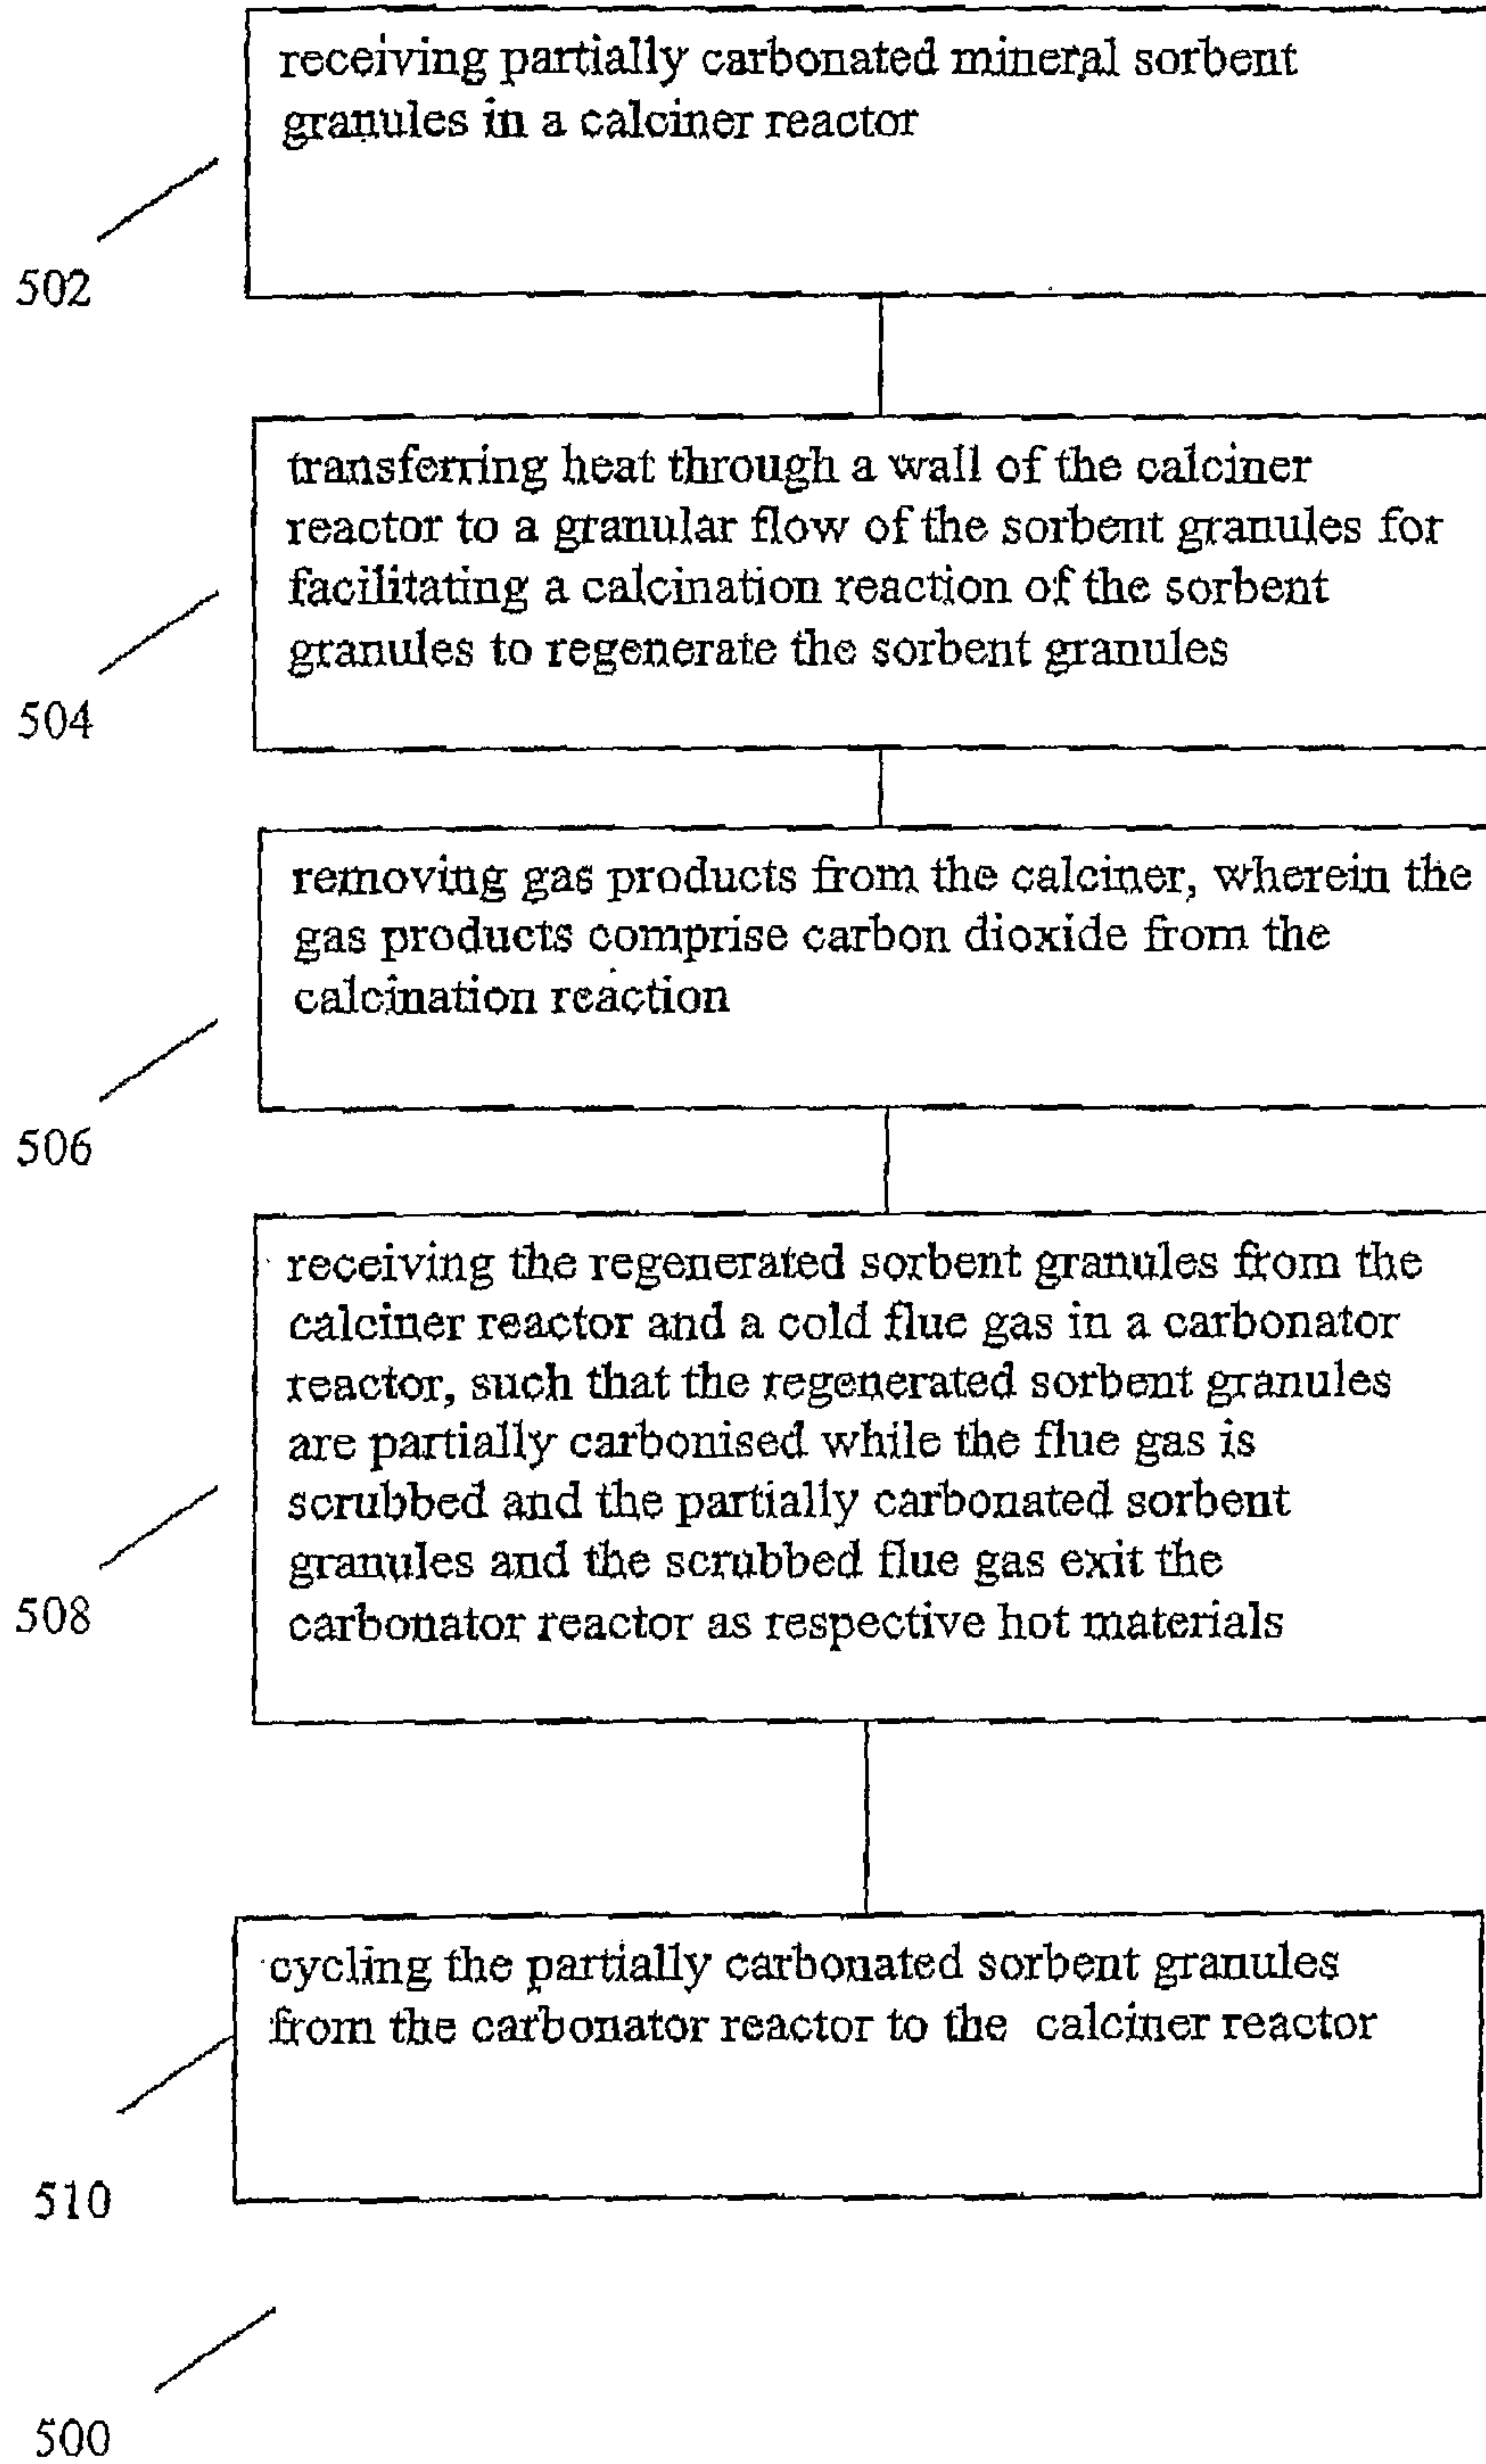 receiving partially carbonated mineral sorbent
granules in a calciner reactor
502
transferring heat through a wall of the calciner
reactor to a granular flow of the sorbent granules for
facilitating a calcination reaction of the sorbent
granules to regenerate the sorbent granules
504
removing gas products from the calciner, wherein the
gas products comprise carbon dioxide from the
calcination reaction
506
receiving the regenerated sorbent granules from the
calciner reactor and a cold flue gas in a carbonator
reactor, such that the regenerated sorbent granules
are partially carbonised while the flue gas is
scrubbed and the partially carbonated sorbent
granules and the scrubbed flue gas exit the
carbonator reactor as respective hot materials
508
cycling the partially carbonated sorbent granules
from the carbonator reactor to the calciner reactor
510
500